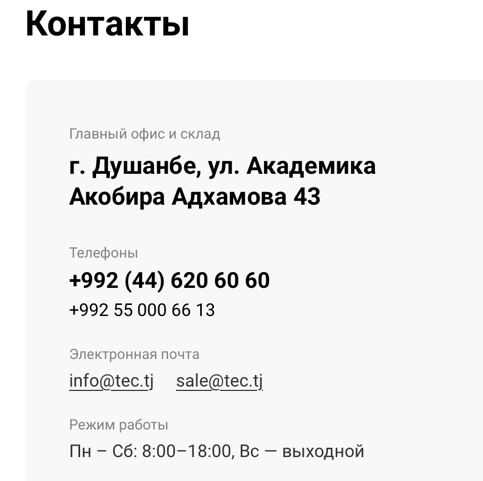 Контакты
Главный офис и склад
г. Душанбе, ул. Академика
Акобира Адхамова 43
Телефоны
+992 (44) 620 60 60
+992 55 000 66 13
Электронная почта
info@tec.tj sale@tec.tj
Режим работы
Пн – Сб: 8:00–18:00, Вс — выходной